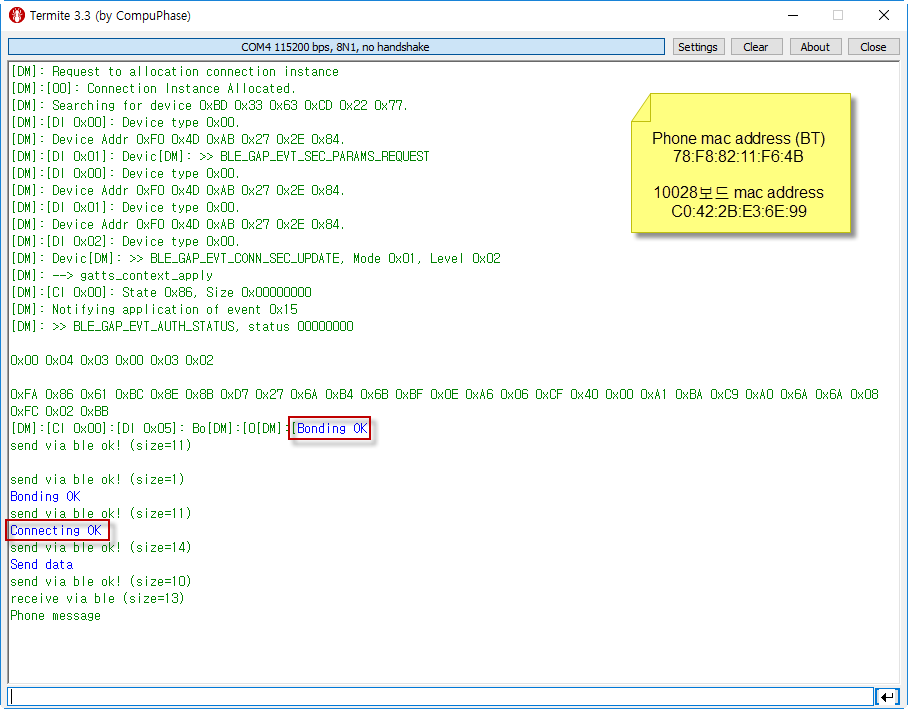 Termite 3.3 (by CompuPhase)
COM4 115200 bps, 8N1, no handshake
Settings
Clear
About
Close
[DM]: Request to allocation connection instance
[DM]:[00]: Connection Instance Allocated.
[DM]: Searching for device 0xBD 0x33 0x63 0xCD 0x22 0x77.
[DM]:[DI 0x00]: Device type 0x00.
[DM]: Device Addr 0xF0 0x4D 0xAB 0x27 0x2E 0x84.
[DM]:[DI 0x01]: Devic[DM]: >> BLE_GAP_EVT_SEC_PARAMS_REQUEST
[DM]:[DI 0x00]: Device type 0x00.
[DM]: Device Addr 0xF0 0x4D 0xAB 0x27 0x2E 0x84.
[DM]:[DI 0x01]: Device type 0x00.
[DM]: Device Addr 0xF0 0x4D 0xAB 0x27 0x2E 0x84.
[DM]:[DI 0x02]: Device type 0x00.
[DM]: Devic[DM]: >> BLE_GAP_EVT_CONN_SEC_UPDATE, Mode 0x01, Level 0x02
[DM]: --> gatts_context_apply
[DM]:[CI 0x00]: State 0x86, Size 0x00000000
[DM]: Notifying application of event 0x15
[DM]: >> BLE_GAP_EVT_AUTH_STATUS, status 00000000
0x00 0x04 0x03 0x00 0x03 0x02
0xFA 0x86 0x61 0xBC 0x8E 0x8B 0xD7 0x27 0x6A 0xB4 0x6B 0xBF 0x0E 0xA6 0x06 0xCF 0x40 0x00 0xA1 0xBA 0xC9 0xA0 0x6A 0x6A 0x08
0xFC 0x02 0xBB
[DM]:[CI 0x00]:[DI 0x05]: Bo[DM]:[0[DM]:[Bonding OK
send via ble ok! (size=11)
send via ble ok! (size=1)
Bonding OK
send via ble ok! (size=11)
Connecting OK
send via ble ok! (size=14)
Send data
send via ble ok! (size=10)
receive via ble (size=13)
Phone message
Phone mac address (BT)
78:F8:82:11:F6:4B
10028보드 mac address
C0:42:2B:E3:6E:99